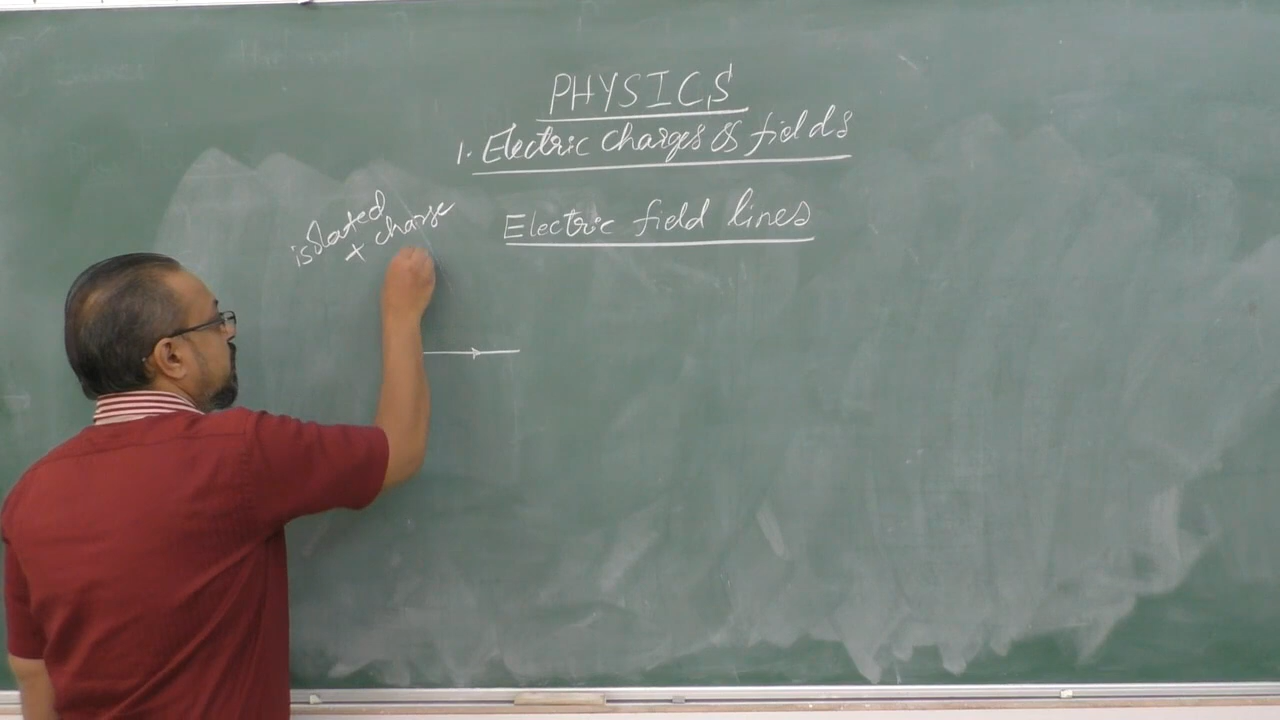 PHYSICS
1. Electric charges & fields
Electric field lines
isolated
+ charge